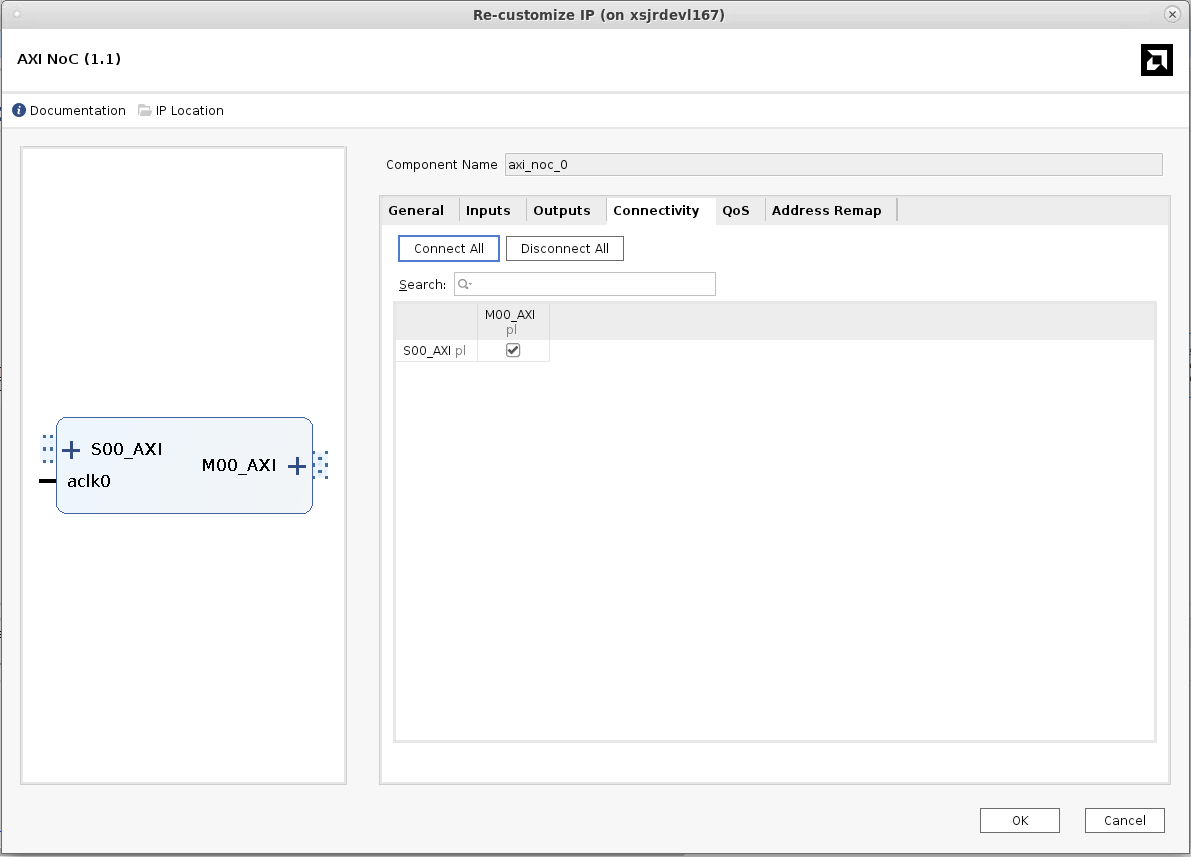 Re-customize IP (on xsjrdevl167)
AXI NoC (1.1)
Documentation IP Location
Component Name axi_noc_0
General Inputs Outputs Connectivity QoS Address Remap
Connect All Disconnect All
Search:
M00_AXI
pl
S00_AXI pl
S00_AXI
M00_AXI
aclk0
OK Cancel